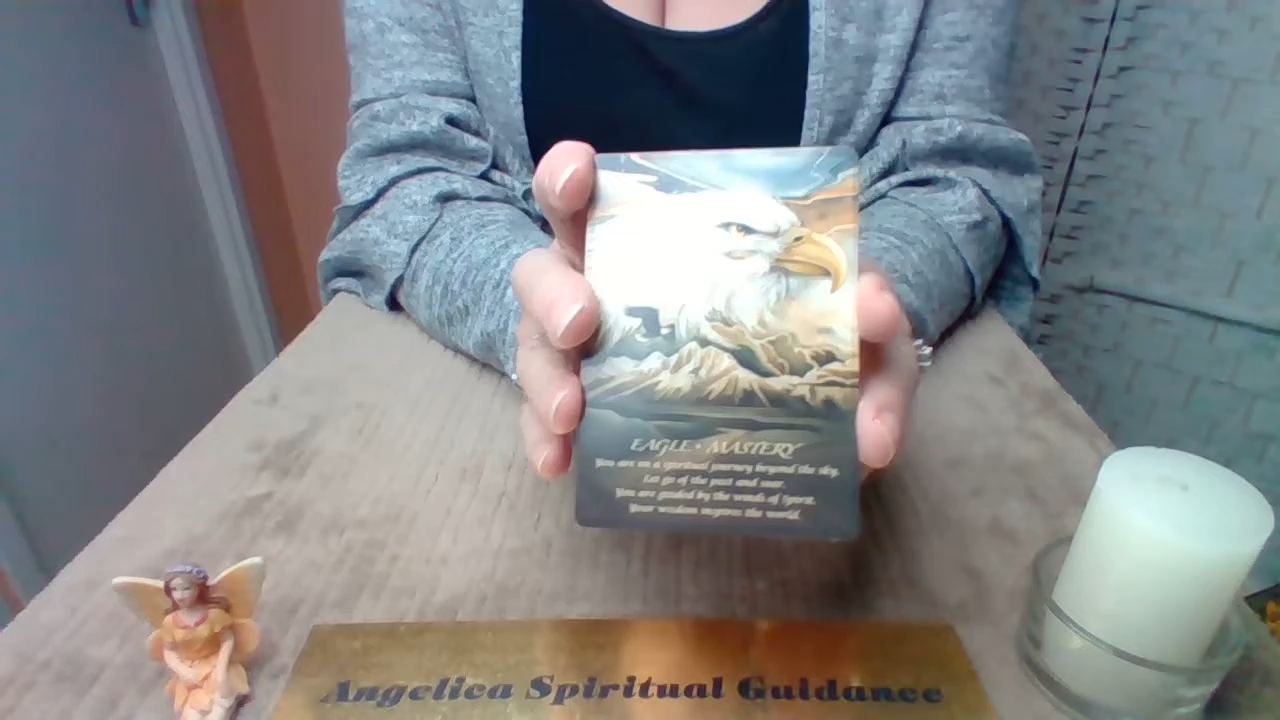 EAGLE • MASTERY
You are on a spiritual journey beyond the sky.
Let go of the past and soar.
You are guided by the winds of Spirit.
Your wisdom inspires the world.
Angelica Spiritual Guidance